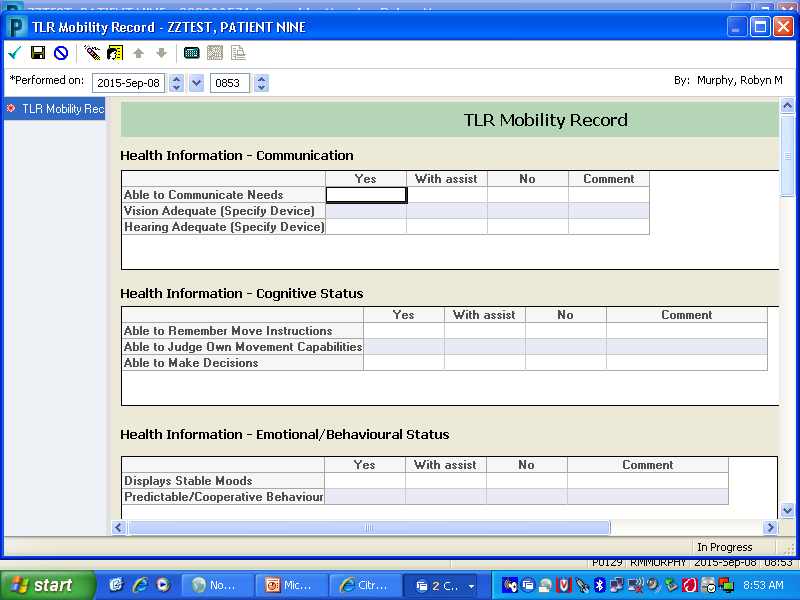 TLR Mobility Record - ZZTEST, PATIENT NINE
*Performed on: 2015-Sep-08 0853 By: Murphy, Robyn M
TLR Mobility Rec
TLR Mobility Record
Health Information - Communication
Yes With assist No Comment
Able to Communicate Needs
Vision Adequate (Specify Device)
Hearing Adequate (Specify Device)
Health Information - Cognitive Status
Yes With assist No Comment
Able to Remember Move Instructions
Able to Judge Own Movement Capabilities
Able to Make Decisions
Health Information - Emotional/Behavioural Status
Yes With assist No Comment
Displays Stable Moods
Predictable/Cooperative Behaviour
In Progress
P0129 RMMURPHY 2015-Sep-08 08:53
start No... Mic... Citr... 2 C... 8:53 AM